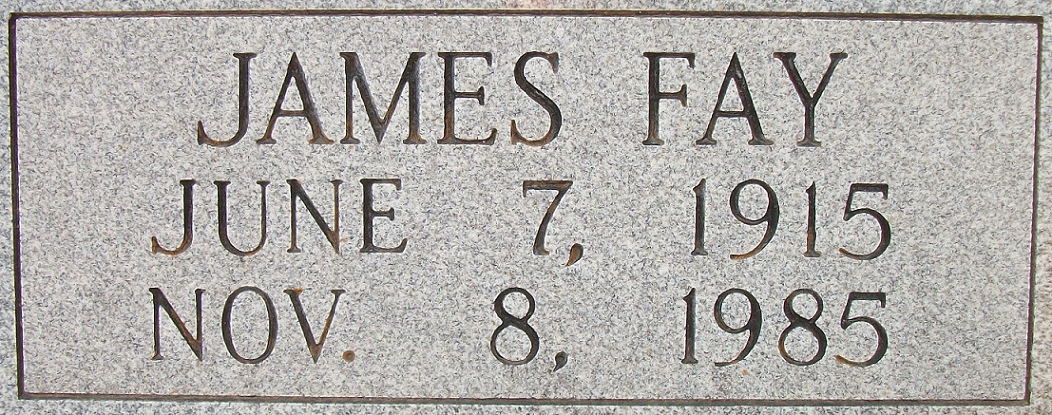 JAMES FAY
JUNE 7, 1915
NOV. 8, 1985